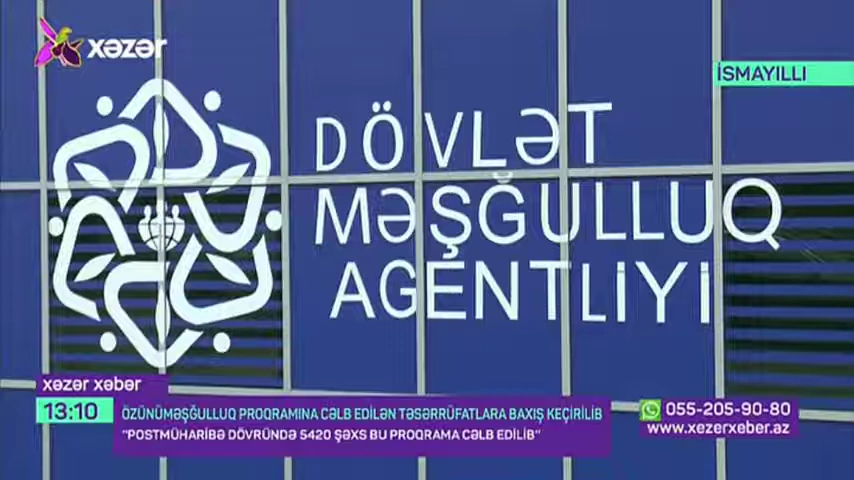 xəzər
İSMAYILLI
DÖVLƏT
MƏŞĞULLUQ
AGENTLIYI
xəzər xəbər
13:10
ÖZÜNÜMƏŞĞULLUQ PROQRAMINA CƏLB EDİLƏN TƏSƏRRÜFATLARA BAXIŞ KEÇİRİLİB
"POSTMÜHARİBƏ DÖVRÜNDƏ 5420 ŞƏXS BU PROQRAMA CƏLB EDİLİB"
055-205-90-80
www.xezerxeber.az